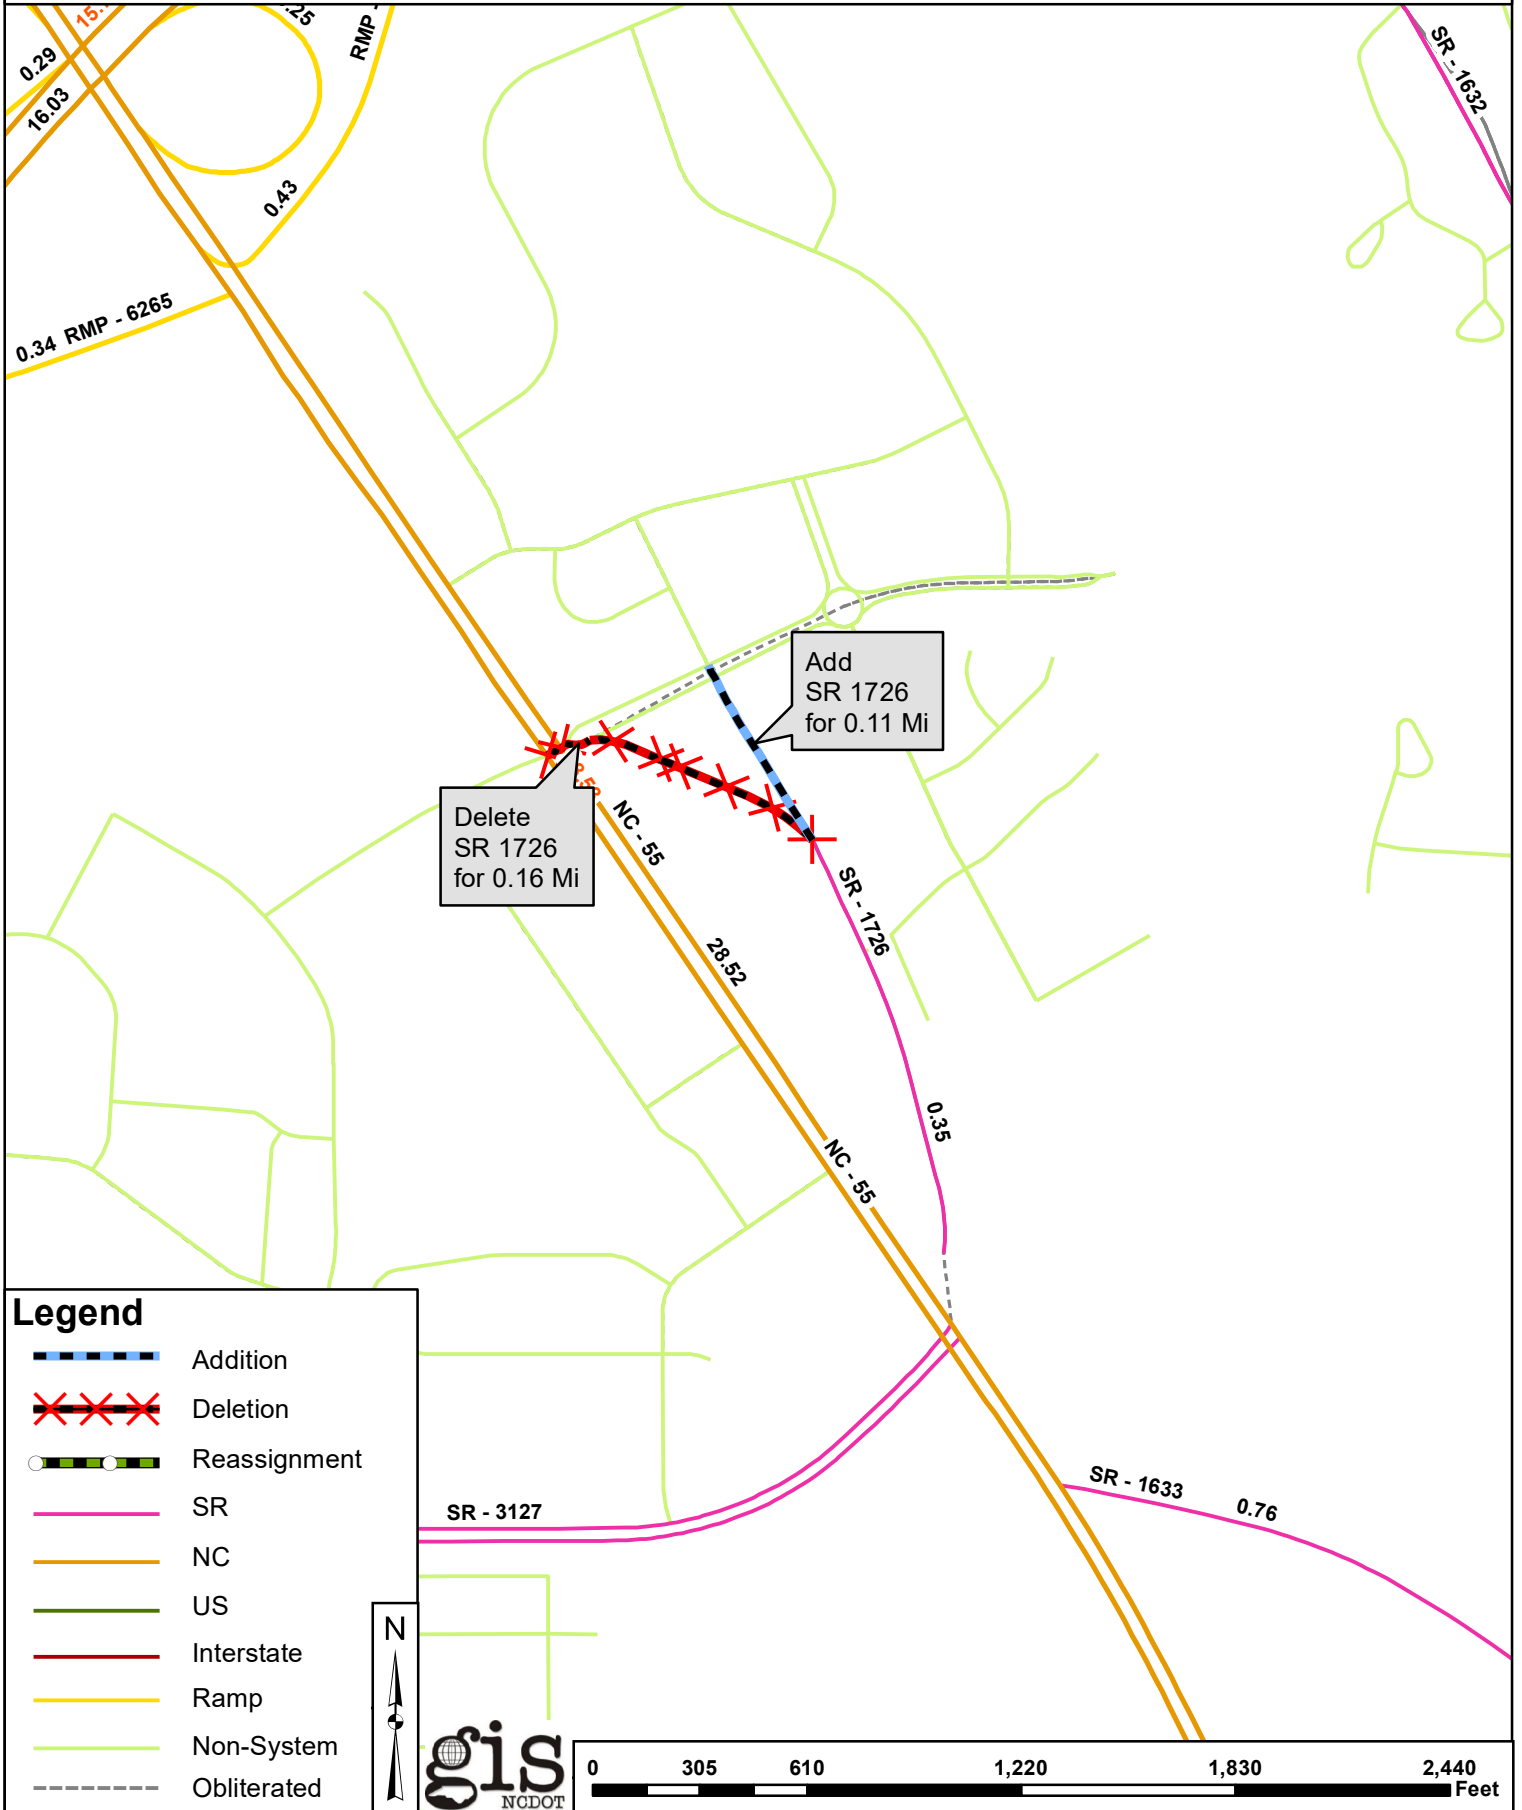 15.
.25
RMP -
0.29
16.03
0.43
0.34 RMP - 6265
SR - 1632
Add
SR 1726
for 0.11 Mi
Delete
SR 1726
for 0.16 Mi
NC - 55
28.52
SR - 1726
0.35
NC - 55
SR - 3127
SR - 1633
0.76
Legend
Addition
Deletion
Reassignment
SR
NC
US
Interstate
Ramp
Non-System
Obliterated
N
gis
NCDOT
0 305 610 1,220 1,830 2,440
Feet